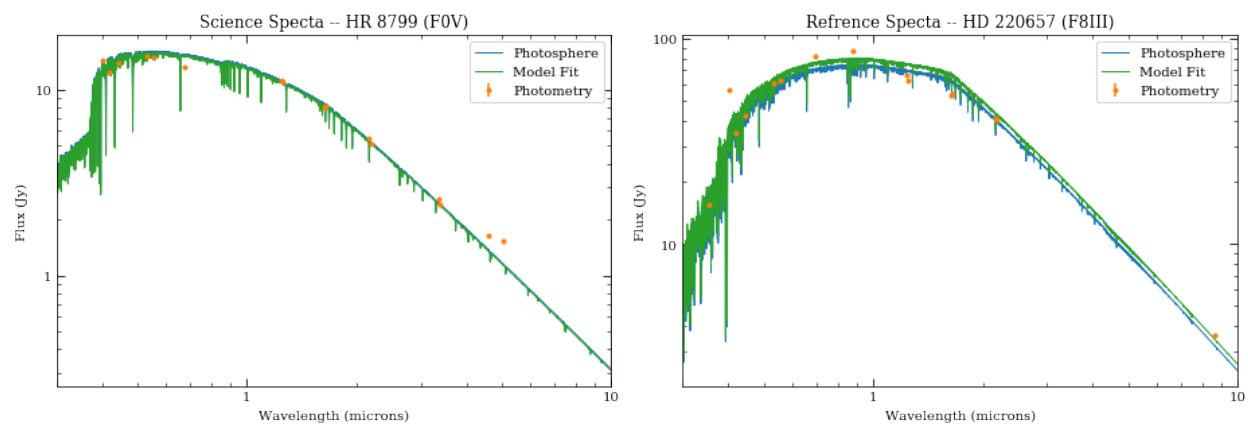 Science Specta -- HR 8799 (F0V)
Flux (Jy)
10
1
Photosphere
Model Fit
Photometry
1
10
Wavelength (microns)
Refrence Specta -- HD 220657 (F8III)
Flux (Jy)
100
10
Photosphere
Model Fit
Photometry
1
10
Wavelength (microns)